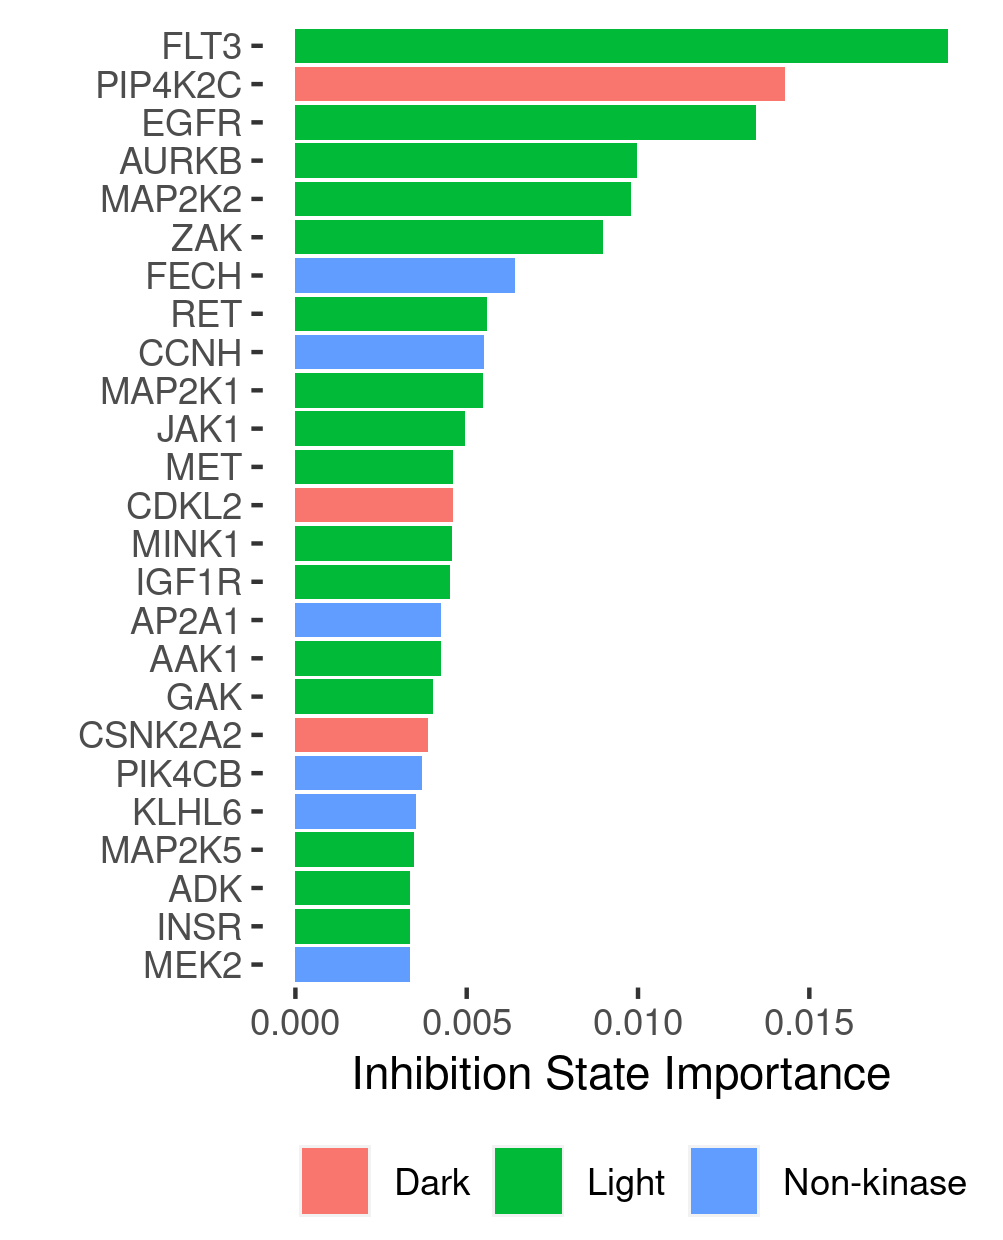 FLT3
PIP4K2C
EGFR
AURKB
MAP2K2
ZAK
FECH
RET
CCNH
MAP2K1
JAK1
MET
CDKL2
MINK1
IGF1R
AP2A1
AAK1
GAK
CSNK2A2
PIK4CB
KLHL6
MAP2K5
ADK
INSR
MEK2
0.000 0.005 0.010 0.015
Inhibition State Importance
Dark Light Non-kinase